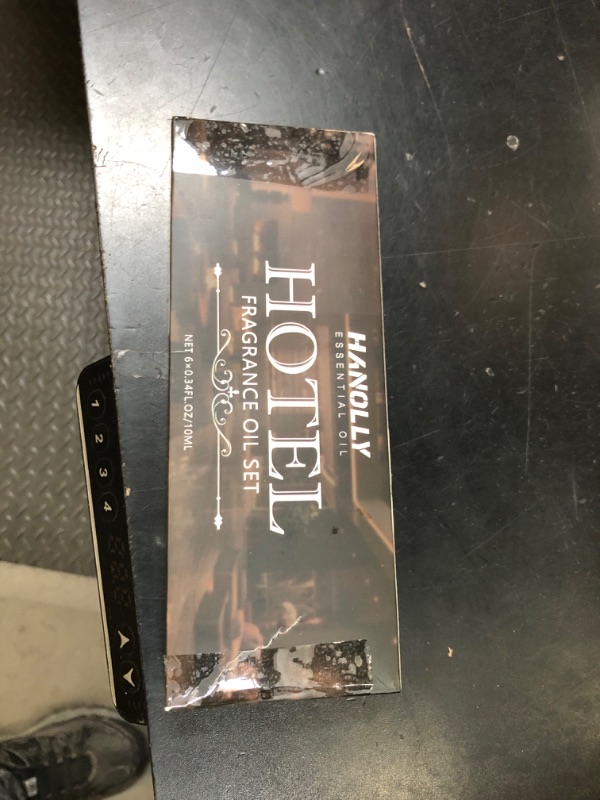 HANOLLY
ESSENTIAL OIL
HOTEL
FRAGRANCE OIL SET
NET 6×0.34FL.OZ/10ML
1
2
3
4